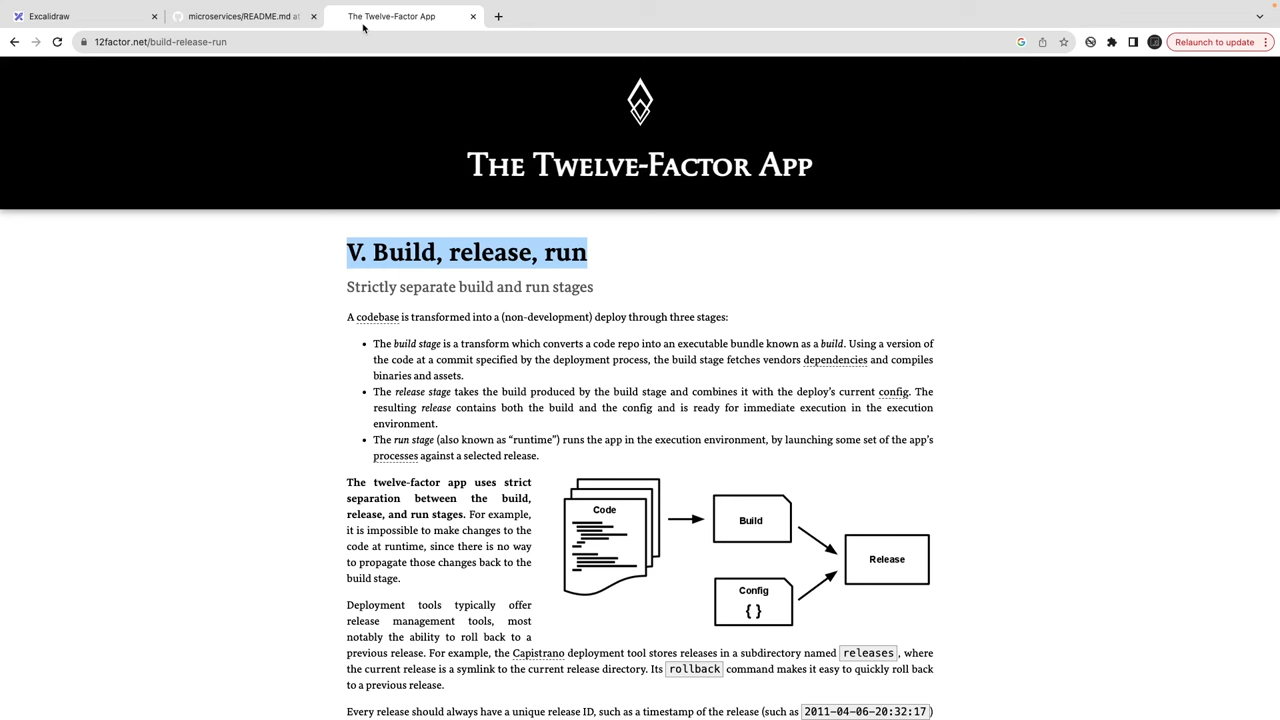 Excalidraw
microservices/README.md at
The Twelve-Factor App
12factor.net/build-release-run
Relaunch to update
The Twelve-Factor App
V. Build, release, run
Strictly separate build and run stages
A codebase is transformed into a (non-development) deploy through three stages:
The build stage is a transform which converts a code repo into an executable bundle known as a build. Using a version of
the code at a commit specified by the deployment process, the build stage fetches vendors dependencies and compiles
binaries and assets.
The release stage takes the build produced by the build stage and combines it with the deploy’s current config. The
resulting release contains both the build and the config and is ready for immediate execution in the execution
environment.
The run stage (also known as “runtime”) runs the app in the execution environment, by launching some set of the app’s
processes against a selected release.
The twelve-factor app uses strict
separation between the build,
release, and run stages. For example,
it is impossible to make changes to the
code at runtime, since there is no way
to propagate those changes back to the
build stage.
Code
Build
Config
{ }
Release
Deployment tools typically offer
release management tools, most
notably the ability to roll back to a
previous release. For example, the Capistrano deployment tool stores releases in a subdirectory named releases, where
the current release is a symlink to the current release directory. Its rollback command makes it easy to quickly roll back
to a previous release.
Every release should always have a unique release ID, such as a timestamp of the release (such as 2011-04-06-20:32:17)